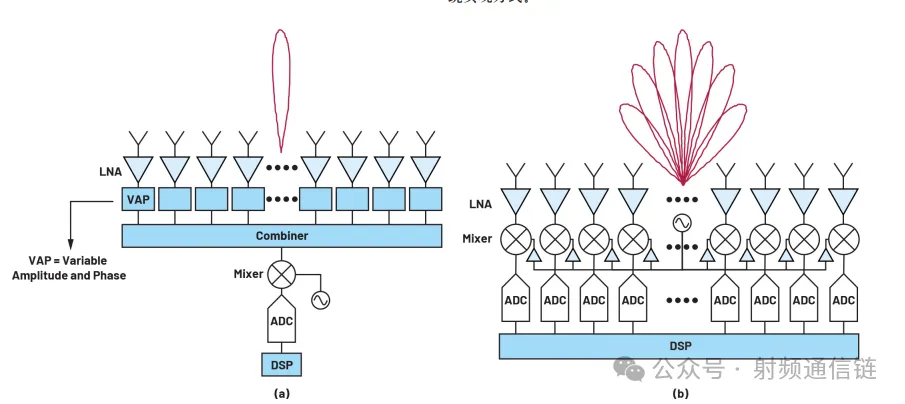 LNA
VAP
Combiner
VAP = Variable
Amplitude and Phase
Mixer
ADC
DSP
(a)
LNA
Mixer
ADC ADC ADC ADC ADC ADC ADC ADC
DSP
(b)
公众号 · 射频通信链